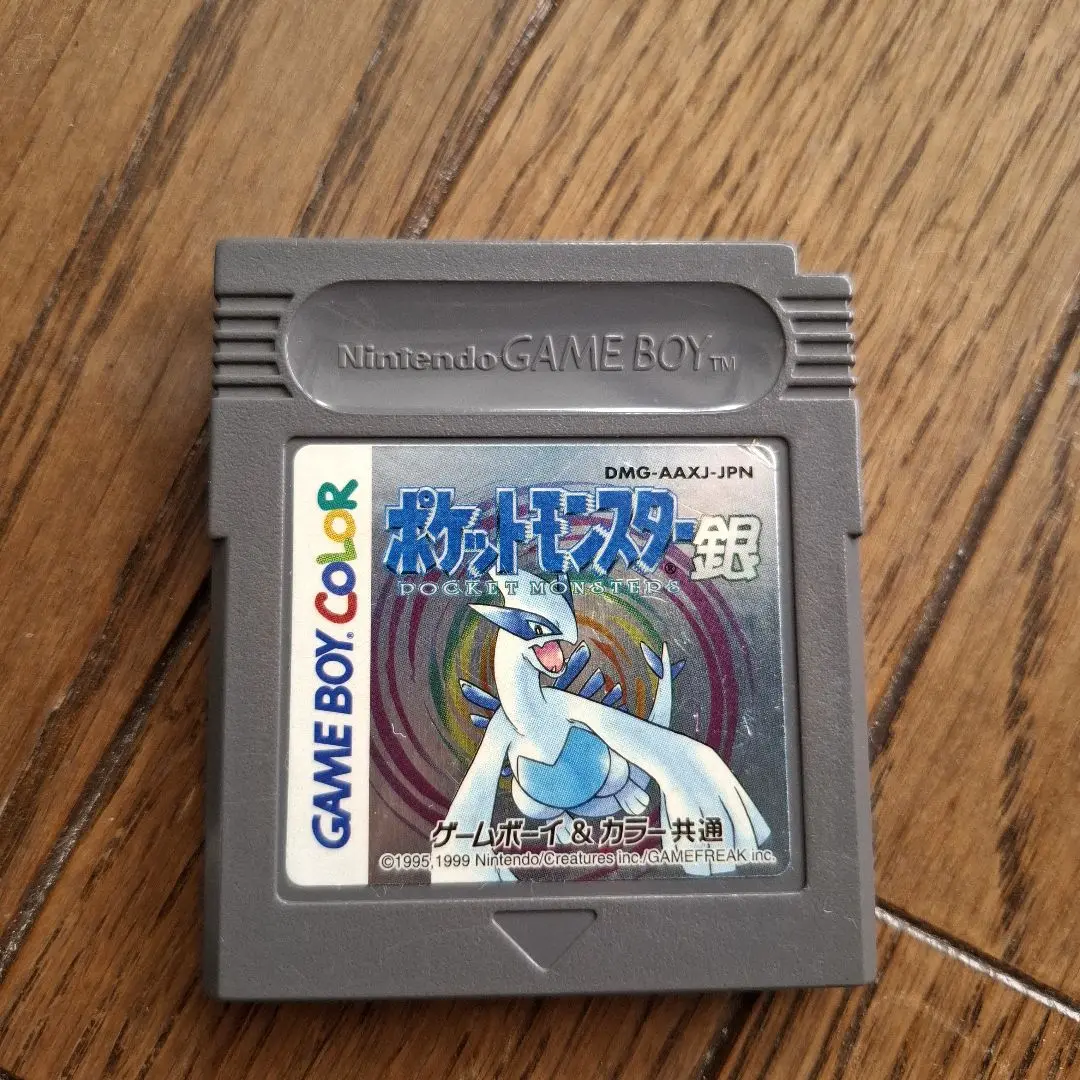 Nintendo GAME BOY TM
DMG-AAXJ-JPN
ポケットモンスター銀
POCKET MONSTERS
®
GAME BOY® COLOR
ゲームボーイ & カラー共通
©1995,1999 Nintendo/Creatures inc./GAMEFREAK inc.